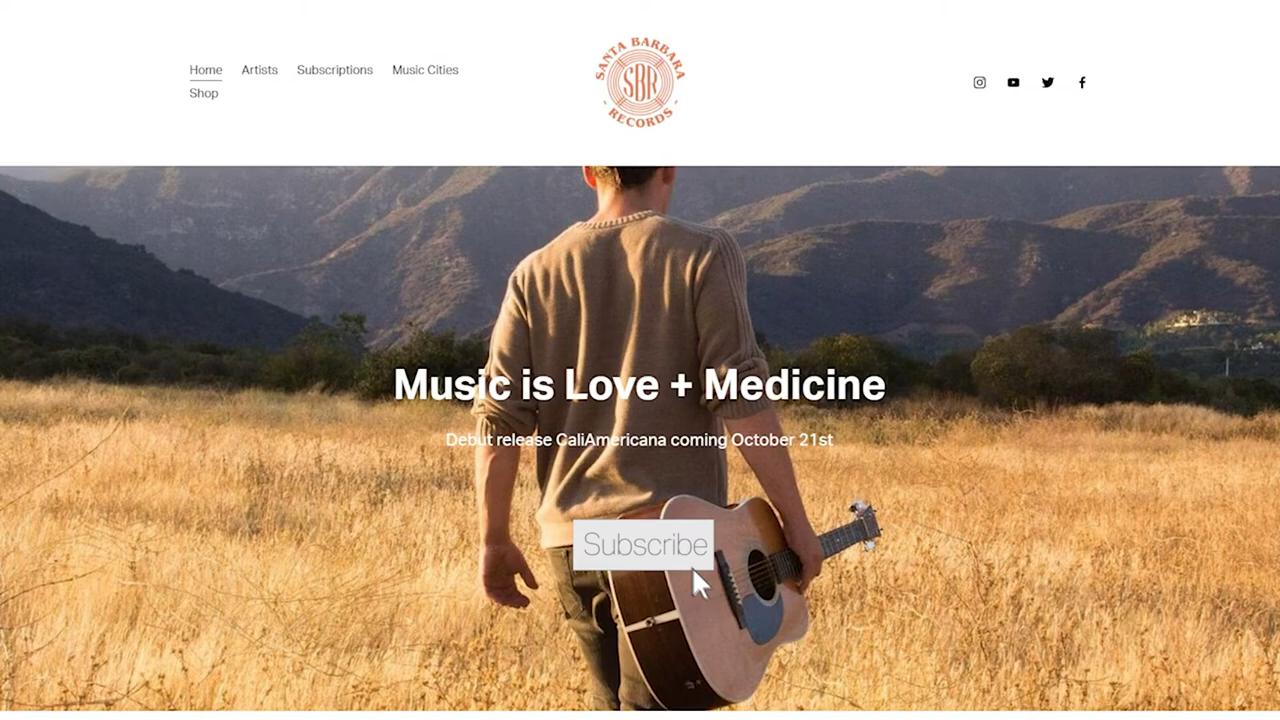 Home Artists Subscriptions Music Cities
Shop
SANTA BARBARA
SBR
- RECORDS -
Music is Love + Medicine
Debut release CaliAmericana coming October 21st
Subscribe